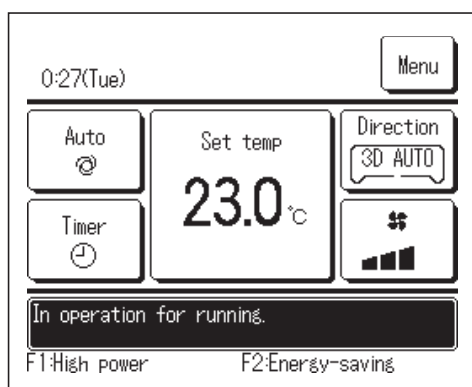 0:27(Tue)
Menu
Auto
Set temp
Direction
3D AUTO
23.0°C
Timer
In operation for running.
F1:High power F2:Energy-saving